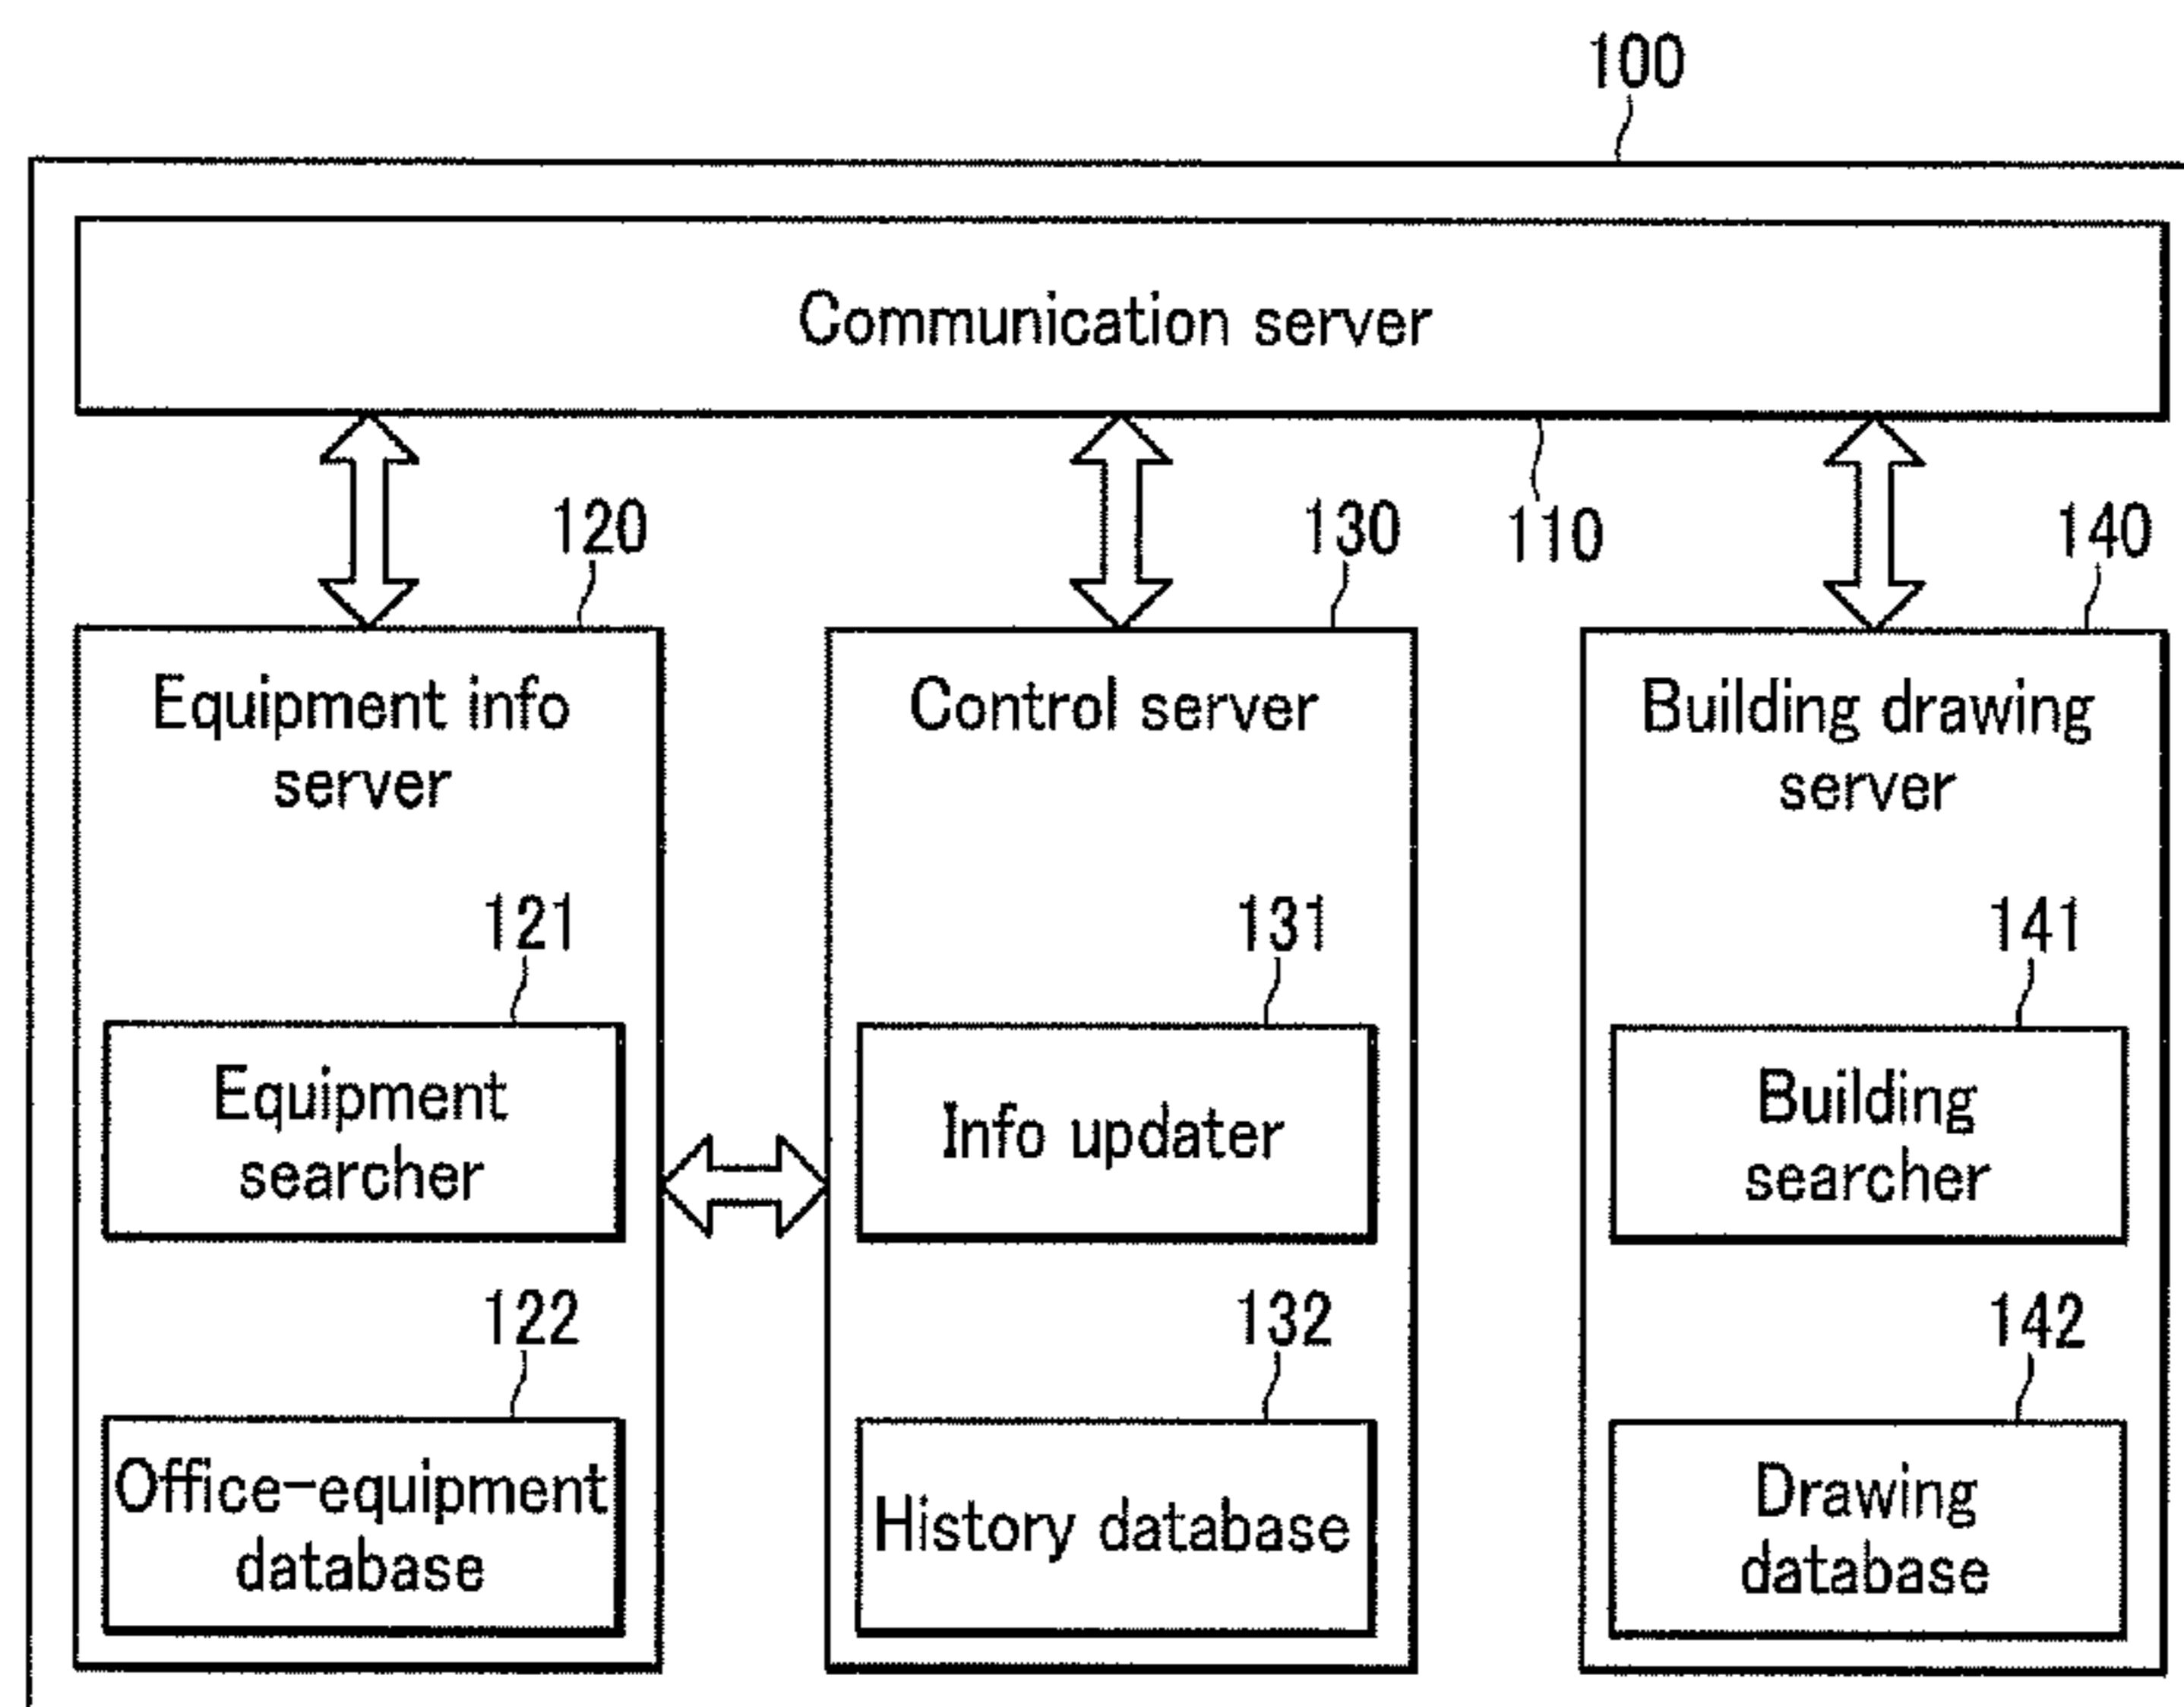 100
Communication server
110
120
130
140
Equipment info
server
Control server
Building drawing
server
121
131
141
Equipment
searcher
Info updater
Building
searcher
122
132
142
Office-equipment
database
History database
Drawing
database